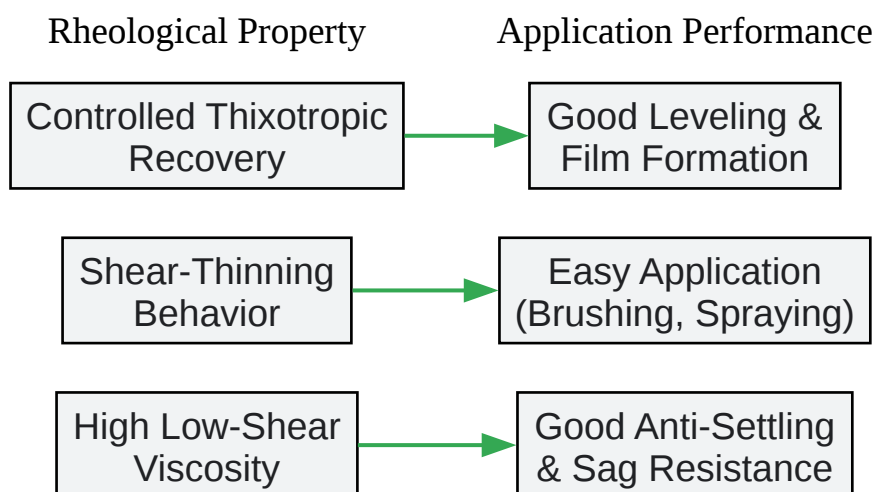 Rheological Property
Application Performance
Controlled Thixotropic
Recovery
Good Leveling &
Film Formation
Shear-Thinning
Behavior
Easy Application
(Brushing, Spraying)
High Low-Shear
Viscosity
Good Anti-Settling
& Sag Resistance